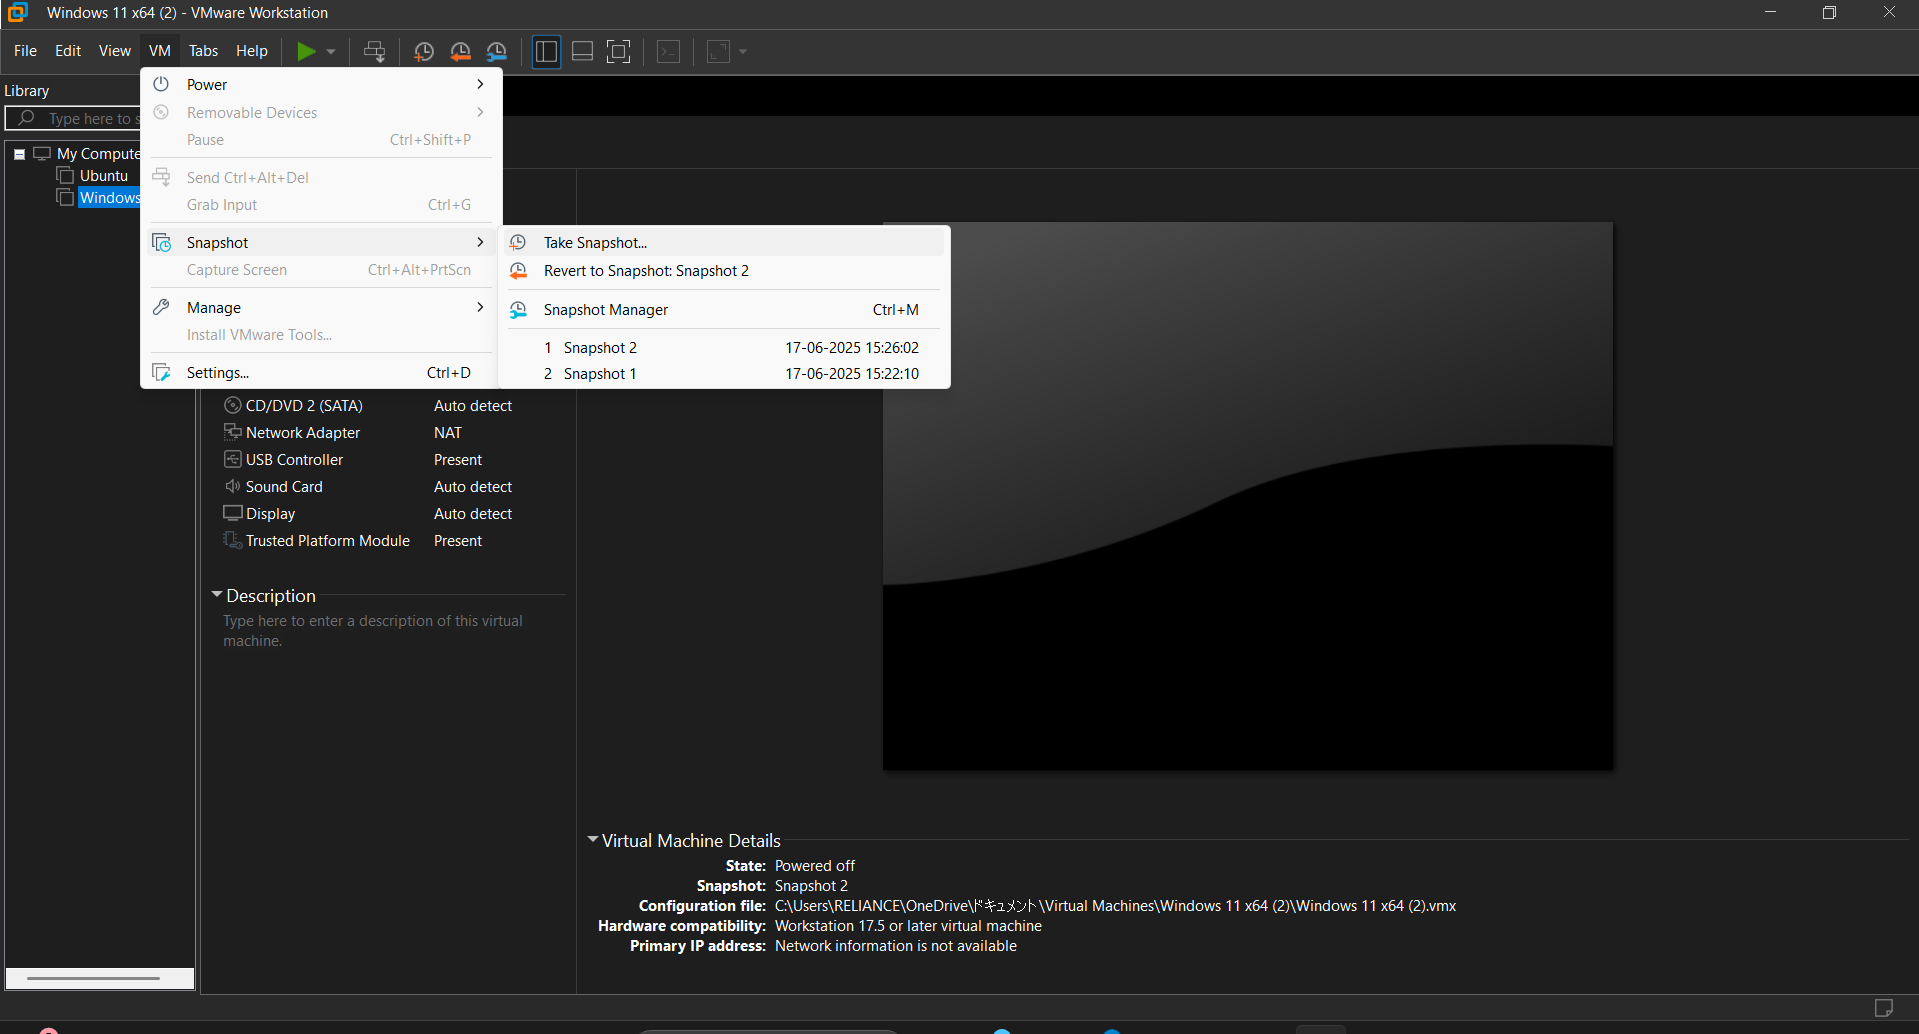 Windows 11 x64 (2) - VMware Workstation
File Edit View VM Tabs Help
Library
Type here to s
My Compute
Ubuntu
Windows
Power
Removable Devices
Pause Ctrl+Shift+P
Send Ctrl+Alt+Del
Grab Input Ctrl+G
Snapshot
Capture Screen Ctrl+Alt+PrtScn
Manage
Install VMware Tools...
Settings... Ctrl+D
Take Snapshot...
Revert to Snapshot: Snapshot 2
Snapshot Manager Ctrl+M
1 Snapshot 2 17-06-2025 15:26:02
2 Snapshot 1 17-06-2025 15:22:10
CD/DVD 2 (SATA) Auto detect
Network Adapter NAT
USB Controller Present
Sound Card Auto detect
Display Auto detect
Trusted Platform Module Present
Description
Type here to enter a description of this virtual
machine.
Virtual Machine Details
State: Powered off
Snapshot: Snapshot 2
Configuration file: C:\Users\RELIANCE\OneDrive\ドキュメント\Virtual Machines\Windows 11 x64 (2)\Windows 11 x64 (2).vmx
Hardware compatibility: Workstation 17.5 or later virtual machine
Primary IP address: Network information is not available